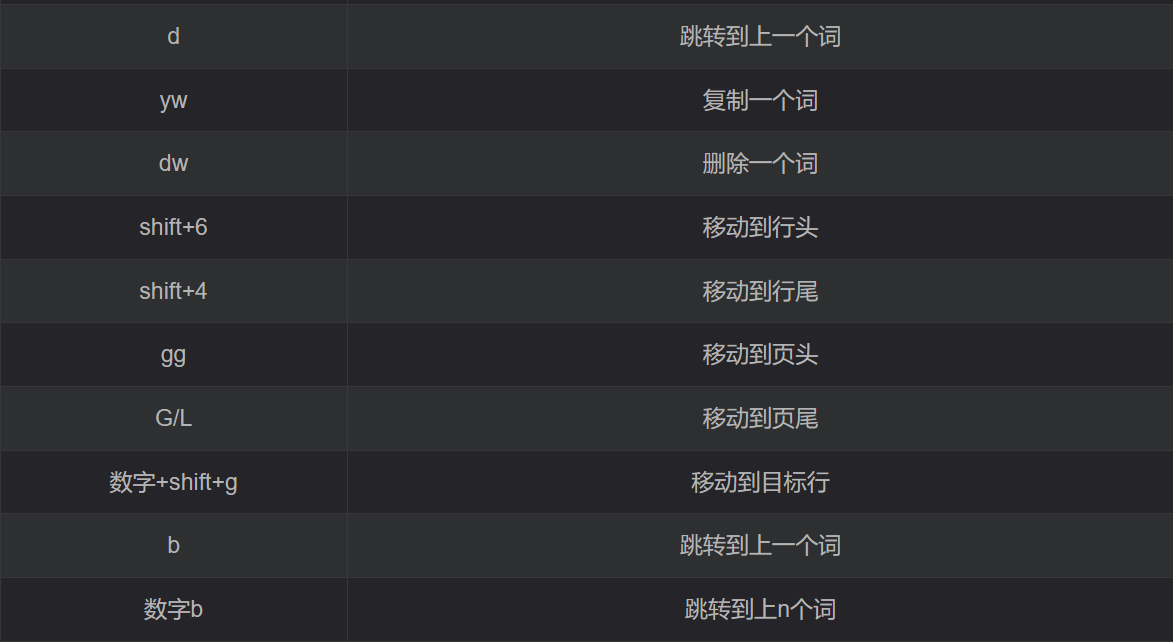 d 跳转到上一个词
yw 复制一个词
dw 删除一个词
shift+6 移动到行头
shift+4 移动到行尾
gg 移动到页头
G/L 移动到页尾
数字+shift+g 移动到目标行
b 跳转到上一个词
数字b 跳转到上n个词